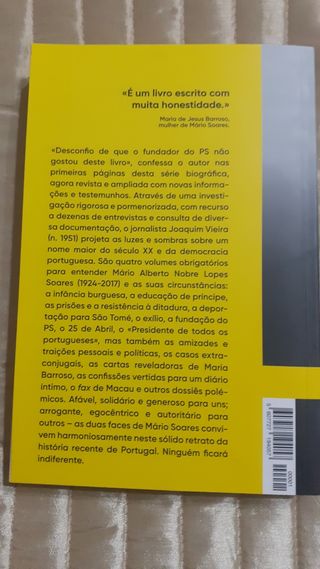 «É um livro escrito com
muita honestidade.»
Maria de Jesus Barroso,
mulher de Mário Soares.
«Desconfio de que o fundador do PS não
gostou deste livro», confessa o autor nas
primeiras páginas desta série biográfica,
agora revista e ampliada com novas informa-
ções e testemunhos. Através de uma investi-
gação rigorosa e pormenorizada, com recurso
a dezenas de entrevistas e consulta de diver-
sa documentação, o jornalista Joaquim Vieira
(n. 1951) projeta as luzes e sombras sobre um
nome maior do século XX e da democracia
portuguesa. São quatro volumes obrigatórios
para entender Mário Alberto Nobre Lopes
Soares (1924-2017) e as suas circunstâncias:
a infância burguesa, a educação de príncipe,
as prisões e a resistência à ditadura, a depor-
tação para São Tomé, o exílio, a fundação do
PS, o 25 de Abril, o «Presidente de todos os
portugueses», mas também as amizades e
traições pessoais e políticas, os casos extra-
conjugais, as cartas reveladoras de Maria
Barroso, as confissões vertidas para um diário
íntimo, o fax de Macau e outros dossiês polé-
micos. Afável, solidário e generoso para uns;
arrogante, egocêntrico e autoritário para
outros – as duas faces de Mário Soares convi-
vem harmoniosamente neste sólido retrato da
história recente de Portugal. Ninguém ficará
indiferente.
00001